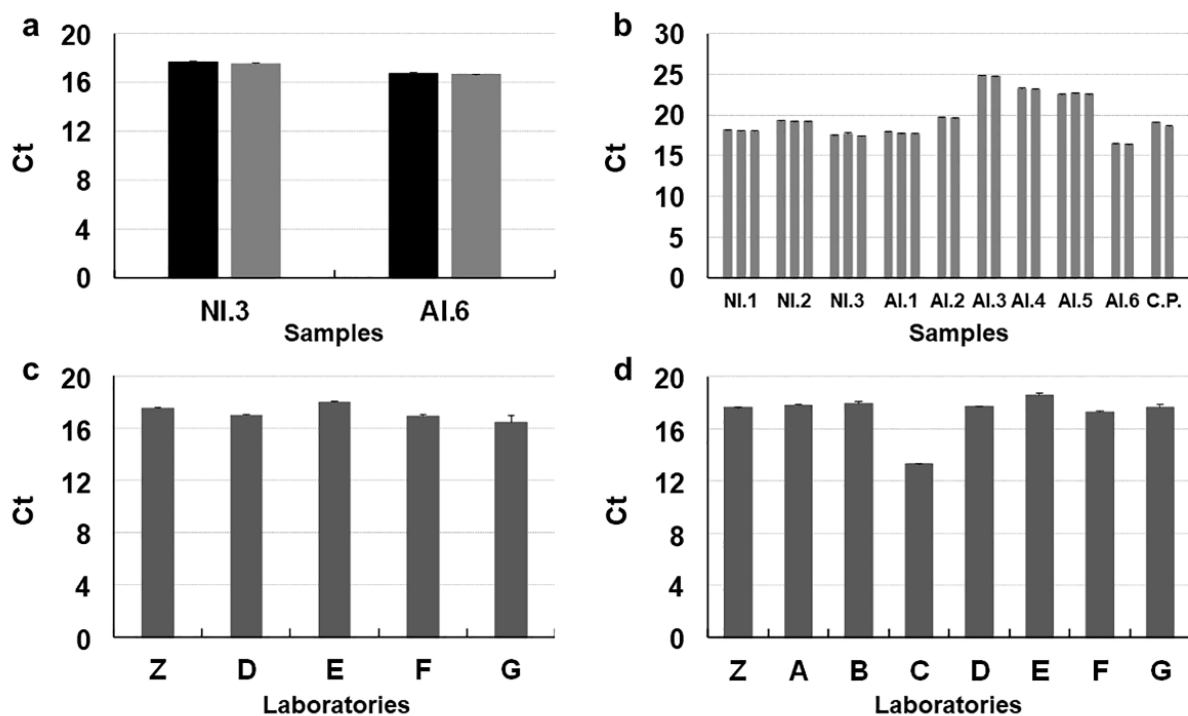 a
20
16
12
8
4
0
Ct
NI.3 AI.6
Samples
b
30
25
20
15
10
5
0
Ct
NI.1 NI.2 NI.3 AI.1 AI.2 AI.3 AI.4 AI.5 AI.6 C.P.
Samples
c
20
16
12
8
4
0
Ct
Z D E F G
Laboratories
d
20
16
12
8
4
0
Ct
Z A B C D E F G
Laboratories